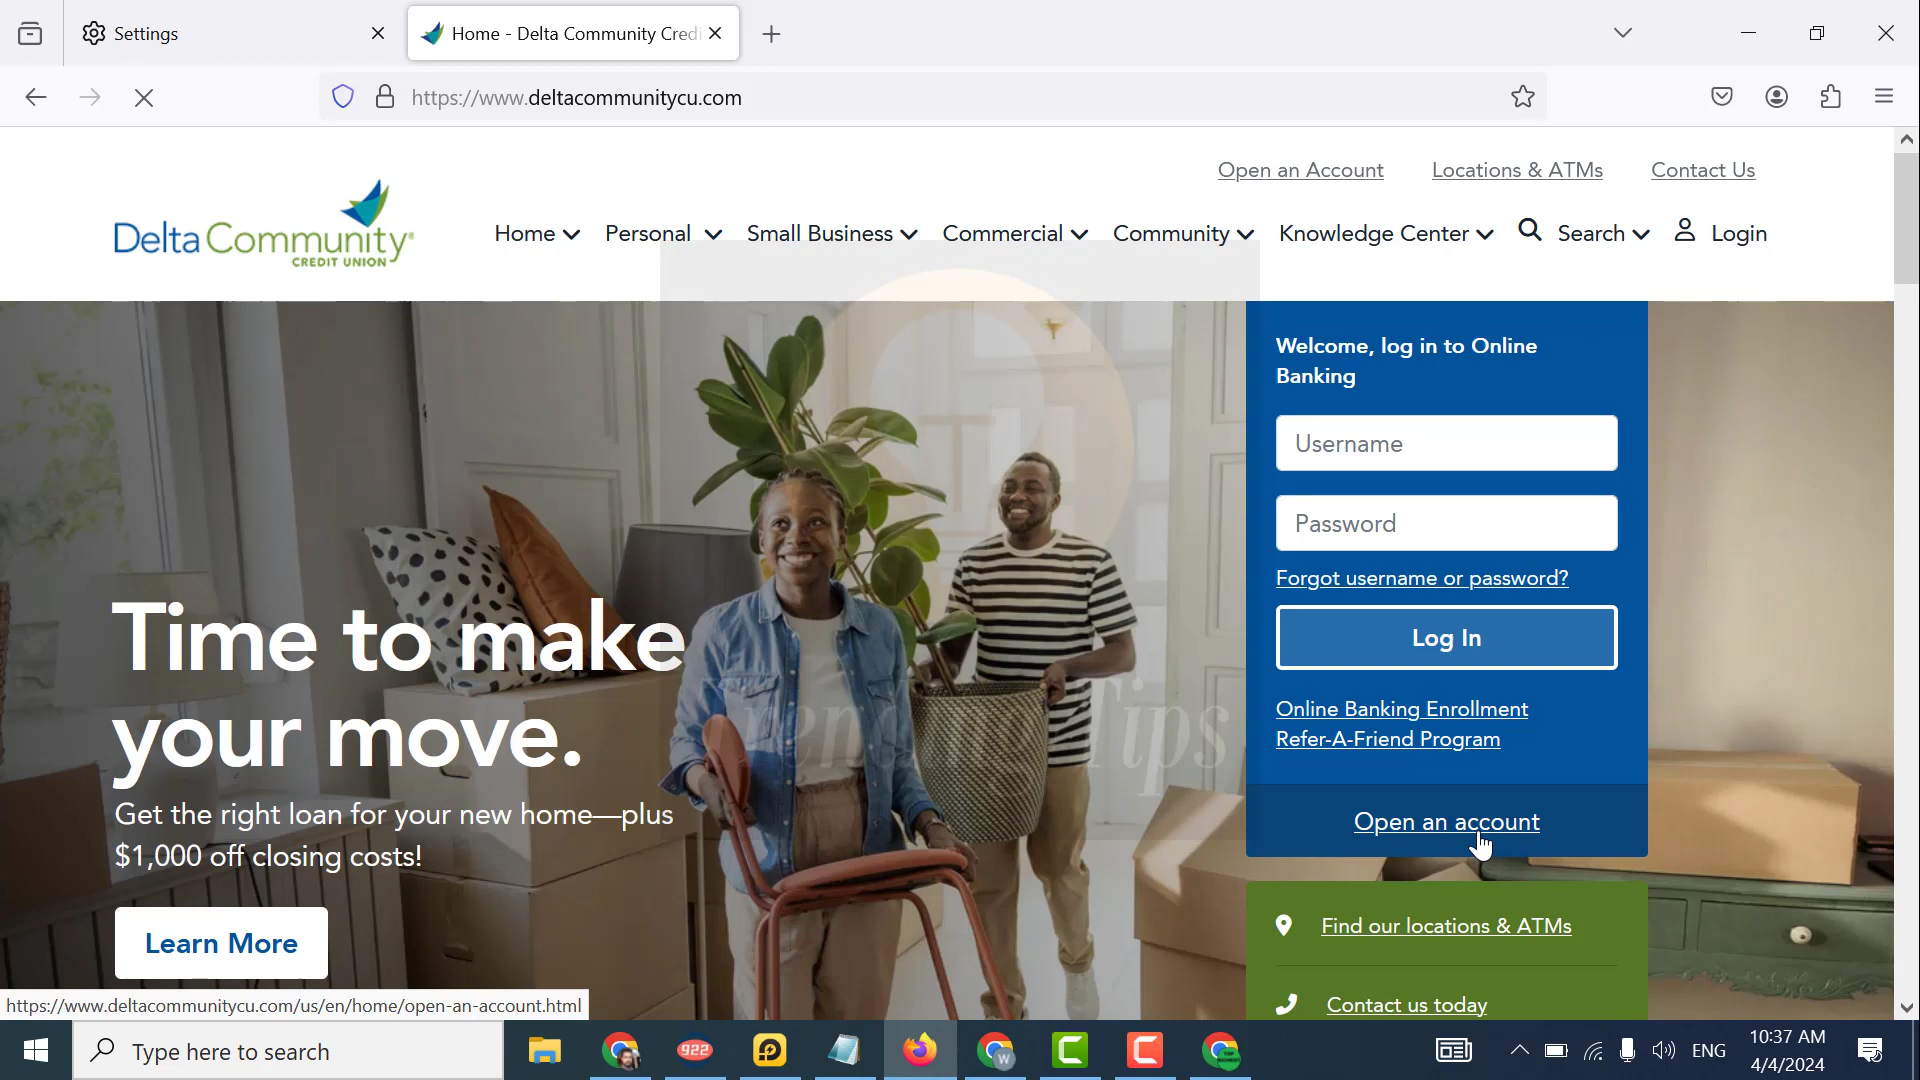 Settings
Home - Delta Community Credi
https://www.deltacommunitycu.com
Open an Account
Locations & ATMs
Contact Us
Delta Community
CREDIT UNION
Home
Personal
Small Business
Commercial
Community
Knowledge Center
Search
Login
Welcome, log in to Online
Banking
Username
Password
Forgot username or password?
Log In
Online Banking Enrollment
Refer-A-Friend Program
Open an account
Time to make
your move.
Get the right loan for your new home—plus
$1,000 off closing costs!
Learn More
Trending Tips
Find our locations & ATMs
Contact us today
https://www.deltacommunitycu.com/us/en/home/open-an-account.html
Type here to search
922
W
ENG
10:37 AM
4/4/2024